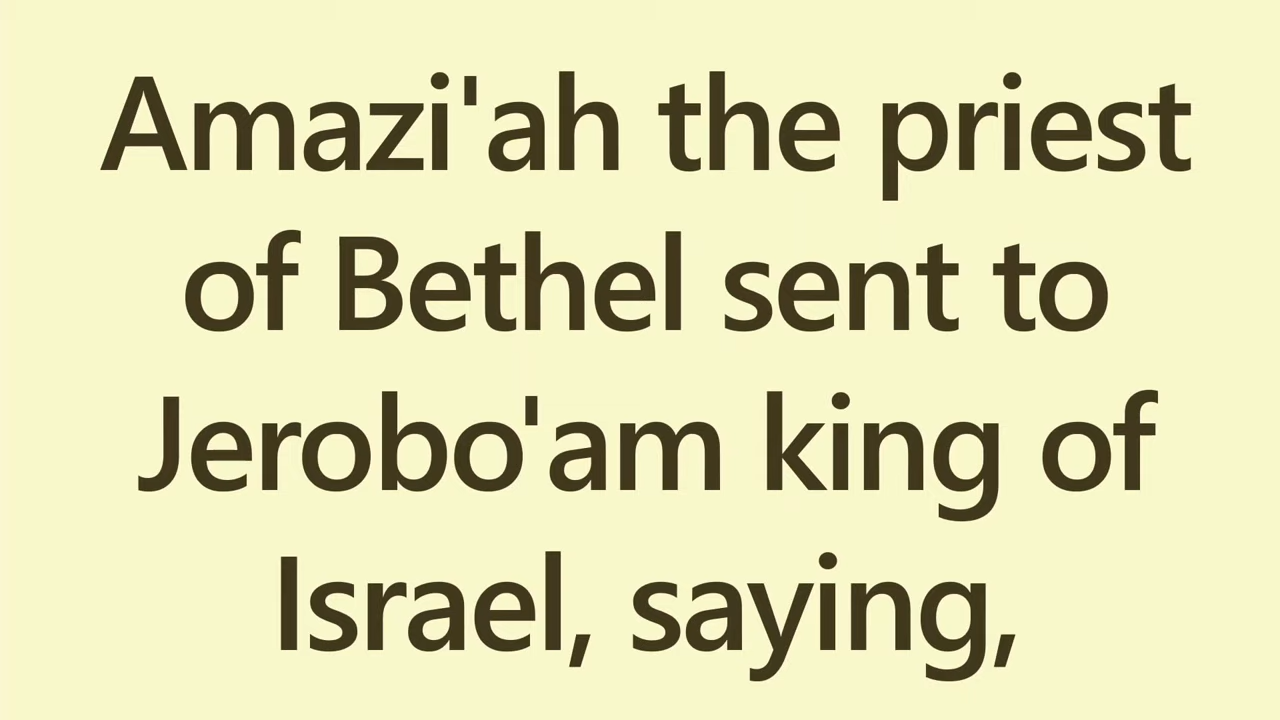 Amazi'ah the priest
of Bethel sent to
Jerobo'am king of
Israel, saying,